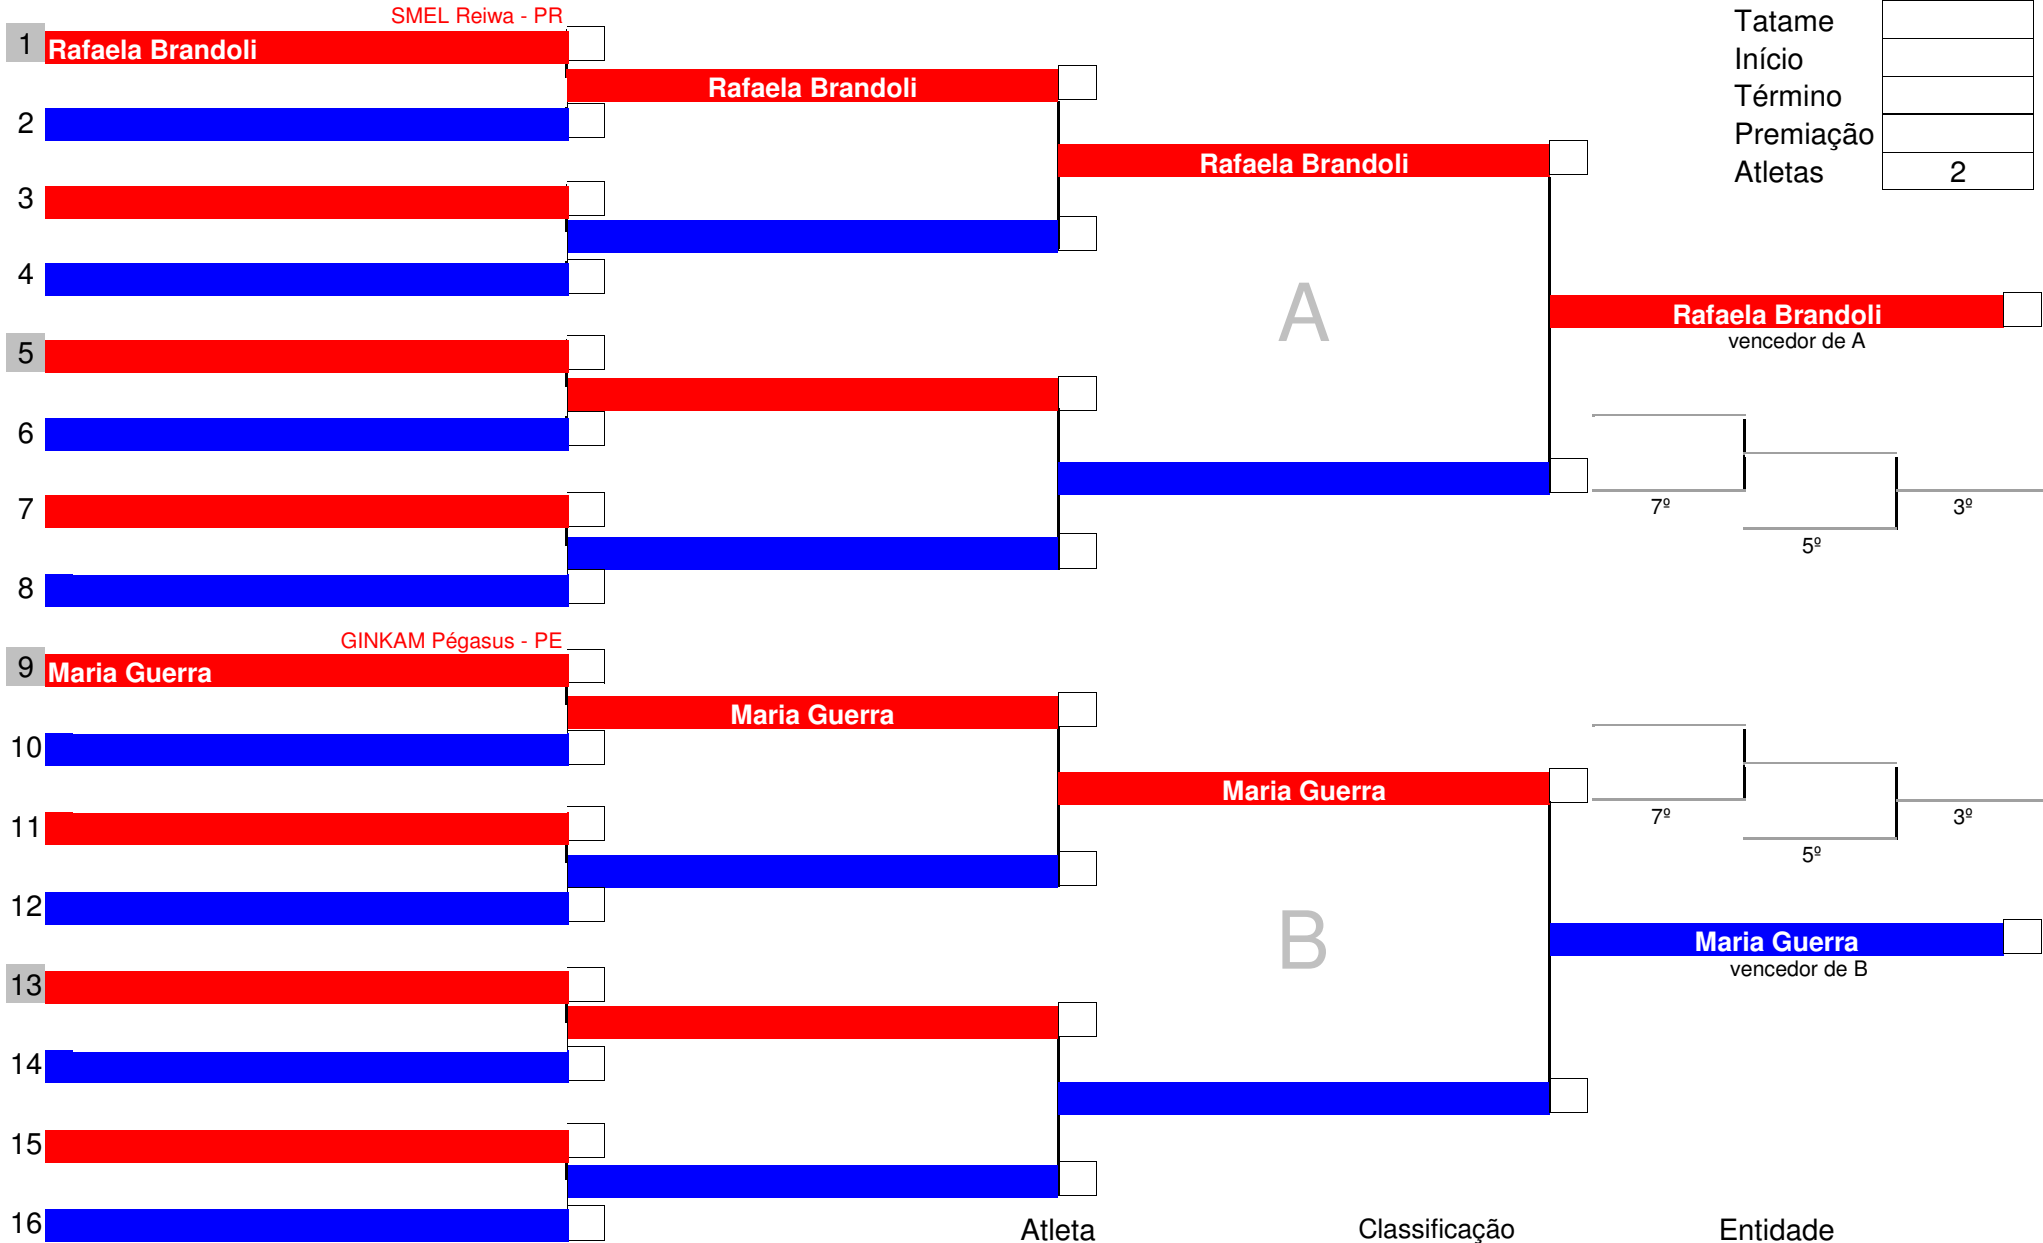 SMEL Reiwa - PR
1 Rafaela Brandoli
Rafaela Brandoli
2
Rafaela Brandoli
3
4
A
Rafaela Brandoli
vencedor de A
5
6
7
8
7º
5º
3º
Tatame
Início
Término
Premiação
Atletas 2
GINKAM Pégasus - PE
9 Maria Guerra
Maria Guerra
10
Maria Guerra
11
12
B
Maria Guerra
vencedor de B
13
14
15
16
7º
5º
3º
Atleta Classificação Entidade